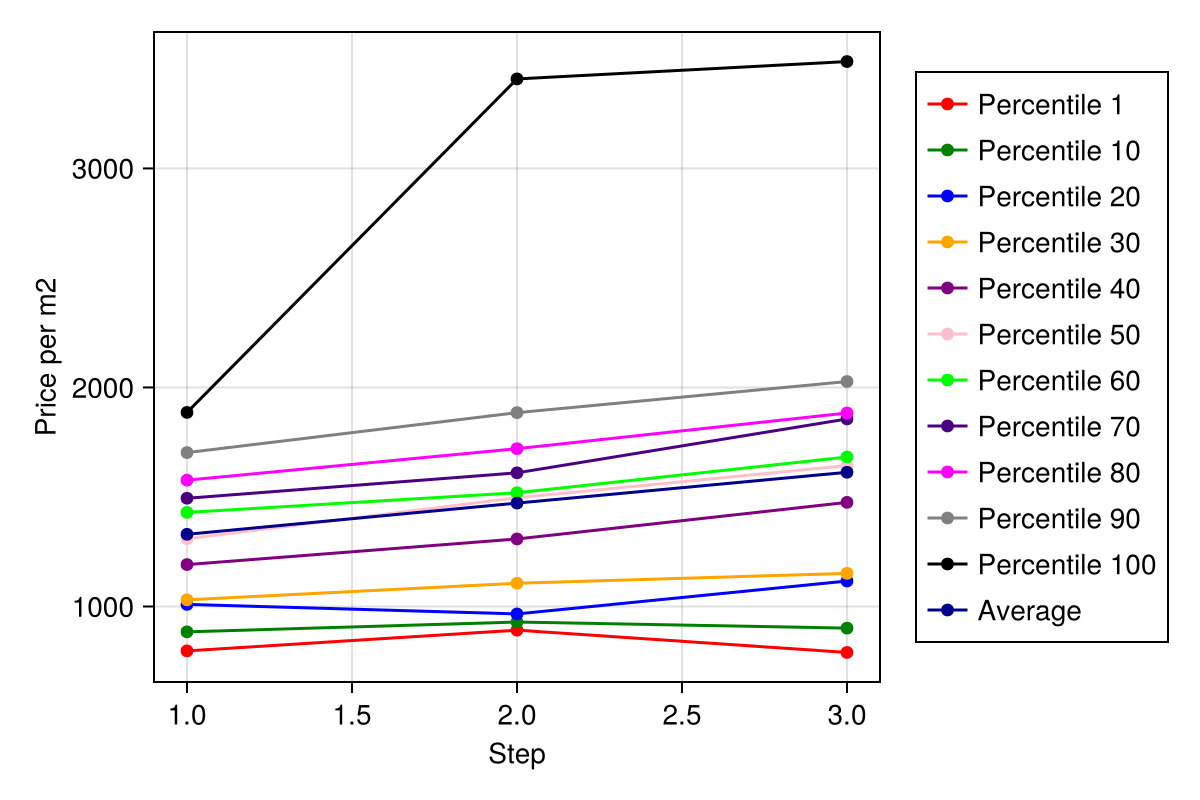 3000
2000
1000
Price per m2
1.0 1.5 2.0 2.5 3.0
Step
Percentile 1
Percentile 10
Percentile 20
Percentile 30
Percentile 40
Percentile 50
Percentile 60
Percentile 70
Percentile 80
Percentile 90
Percentile 100
Average